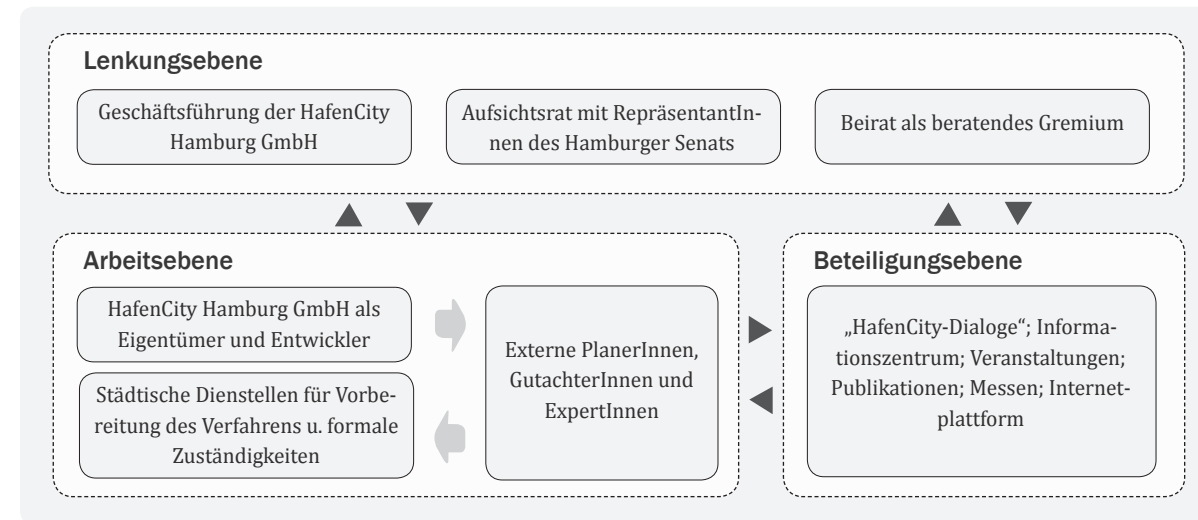 Lenkungsebene
Geschäftsführung der HafenCity
Hamburg GmbH
Aufsichtsrat mit RepräsentantIn-
nen des Hamburger Senats
Beirat als beratendes Gremium
Arbeitsebene
HafenCity Hamburg GmbH als
Eigentümer und Entwickler
Städtische Dienstellen für Vorbe-
reitung des Verfahrens u. formale
Zuständigkeiten
Externe PlanerInnen,
GutachterInnen und
ExpertInnen
Beteiligungsebene
„HafenCity-Dialoge“; Informa-
tionszentrum; Veranstaltungen;
Publikationen; Messen; Internet-
plattform